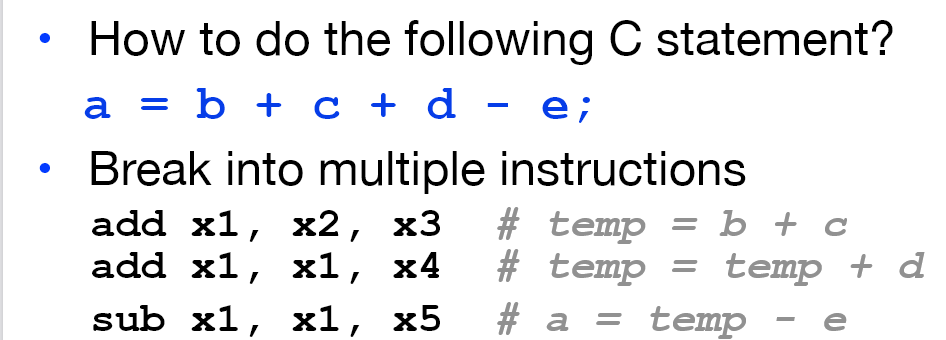 • How to do the following C statement?
a = b + c + d - e;
• Break into multiple instructions
add x1, x2, x3 # temp = b + c
add x1, x1, x4 # temp = temp + d
sub x1, x1, x5 # a = temp - e